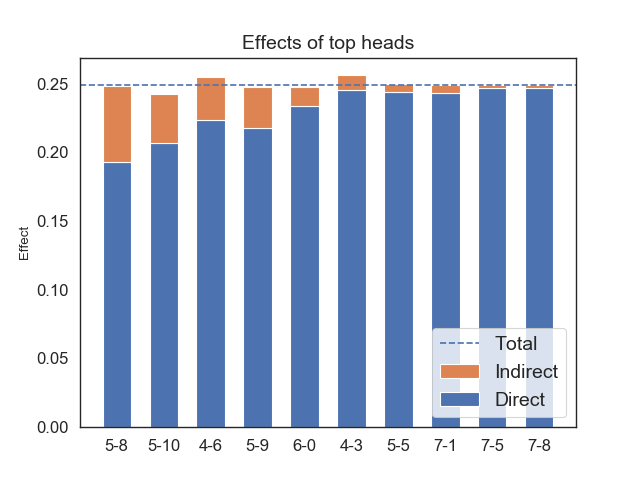 Effects of top heads
Effect
0.25
0.20
0.15
0.10
0.05
0.00
Total
Indirect
Direct
5-8 5-10 4-6 5-9 6-0 4-3 5-5 7-1 7-5 7-8